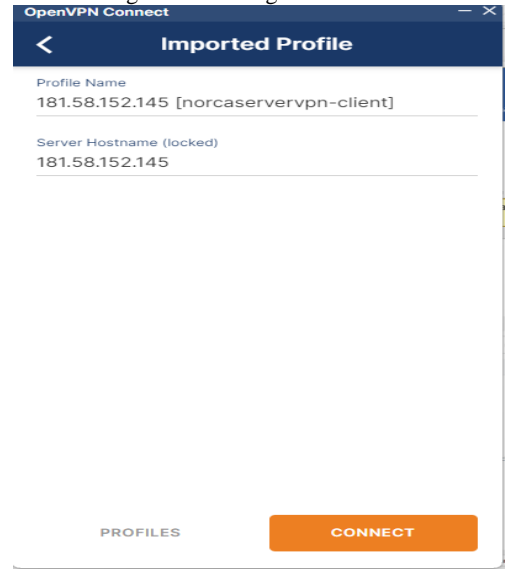 OpenVPN Connect
Imported Profile
Profile Name
181.58.152.145 [norcaservervpn-client]
Server Hostname (locked)
181.58.152.145
PROFILES
CONNECT